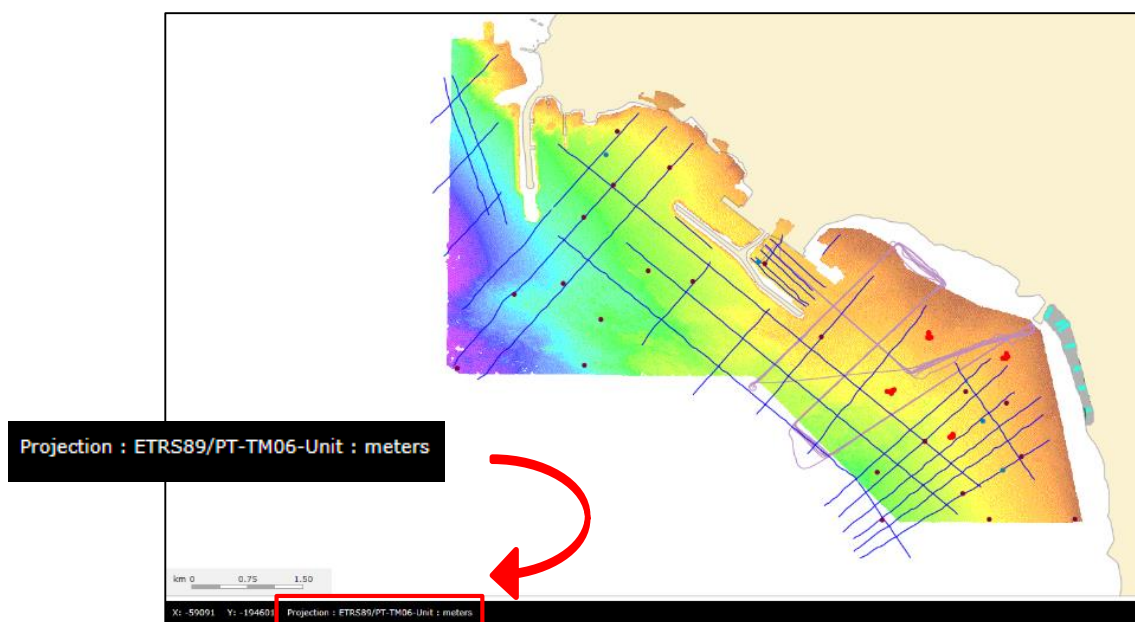 Projection : ETRS89/PT-TM06-Unit : meters
km 0 0.75 1.50
X: -59091 Y: -194601 Projection : ETRS89/PT-TM06-Unit : meters